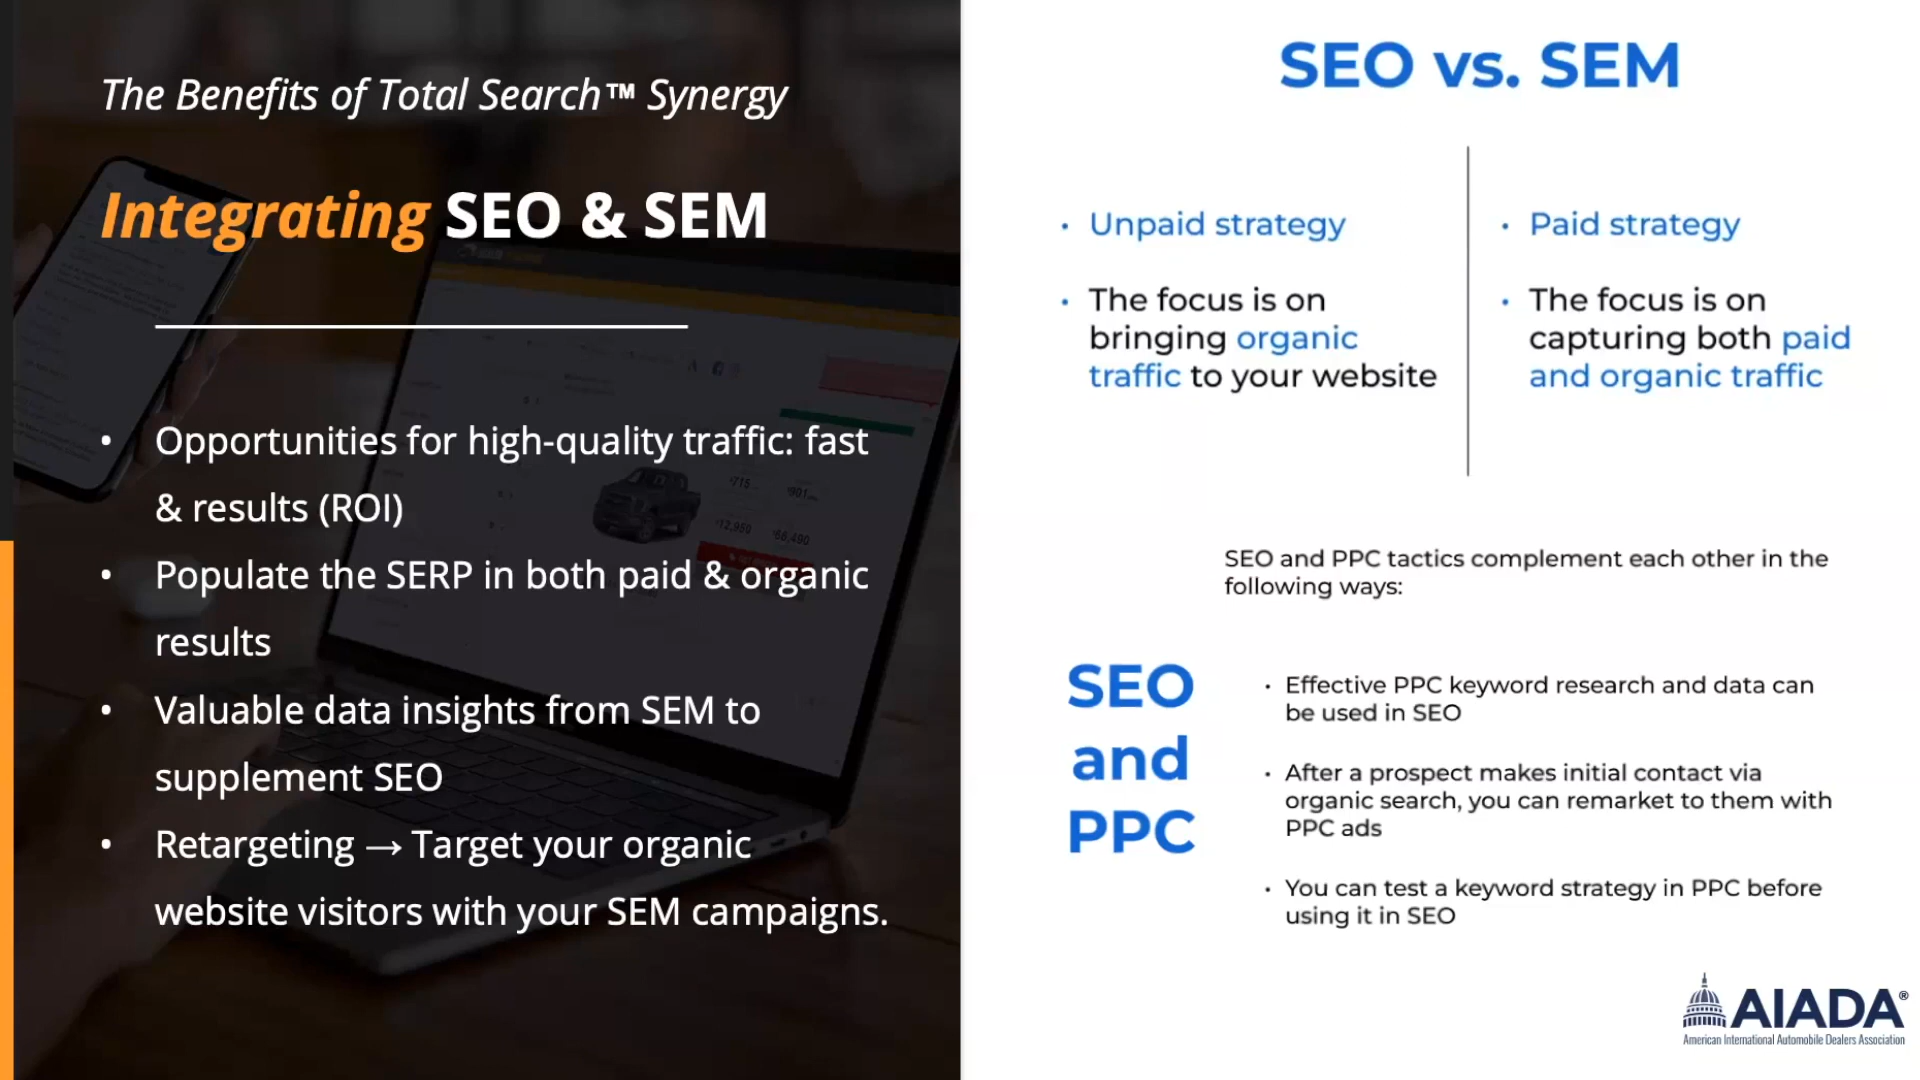 The Benefits of Total Search™ Synergy
Integrating SEO & SEM
• Opportunities for high-quality traffic: fast
& results (ROI)
• Populate the SERP in both paid & organic
results
• Valuable data insights from SEM to
supplement SEO
• Retargeting → Target your organic
website visitors with your SEM campaigns.
SEO vs. SEM
• Unpaid strategy
• The focus is on
bringing organic
traffic to your website
• Paid strategy
• The focus is on
capturing both paid
and organic traffic
SEO and PPC tactics complement each other in the
following ways:
SEO
and
PPC
• Effective PPC keyword research and data can
be used in SEO
• After a prospect makes initial contact via
organic search, you can remarket to them with
PPC ads
• You can test a keyword strategy in PPC before
using it in SEO
AIADA®
American International Automobile Dealers Association